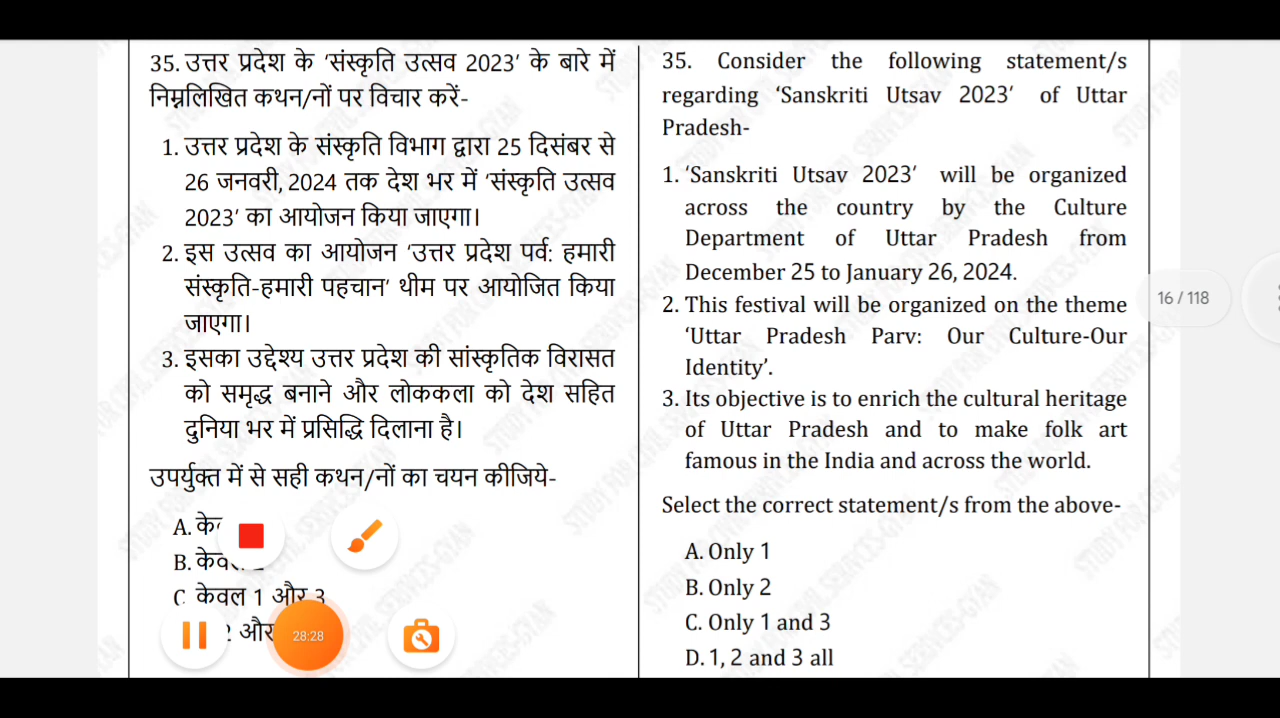 35. उत्तर प्रदेश के ‘संस्कृति उत्सव 2023’ के बारे में
निम्नलिखित कथन/नों पर विचार करें-
1. उत्तर प्रदेश के संस्कृति विभाग द्वारा 25 दिसंबर से
26 जनवरी, 2024 तक देश भर में ‘संस्कृति उत्सव
2023’ का आयोजन किया जाएगा।
2. इस उत्सव का आयोजन ‘उत्तर प्रदेश पर्व: हमारी
संस्कृति-हमारी पहचान’ थीम पर आयोजित किया
जाएगा।
3. इसका उद्देश्य उत्तर प्रदेश की सांस्कृतिक विरासत
को समृद्ध बनाने और लोककला को देश सहित
दुनिया भर में प्रसिद्धि दिलाना है।
उपर्युक्त में से सही कथन/नों का चयन कीजिये-
A.
B.
C केवल 1 और 3
और
28:28
35. Consider the following statement/s
regarding ‘Sanskriti Utsav 2023’ of Uttar
Pradesh-
1. ‘Sanskriti Utsav 2023’ will be organized
across the country by the Culture
Department of Uttar Pradesh from
December 25 to January 26, 2024.
2. This festival will be organized on the theme
‘Uttar Pradesh Parv: Our Culture-Our
Identity’.
3. Its objective is to enrich the cultural heritage
of Uttar Pradesh and to make folk art
famous in the India and across the world.
Select the correct statement/s from the above-
A. Only 1
B. Only 2
C. Only 1 and 3
D. 1, 2 and 3 all
16 / 118